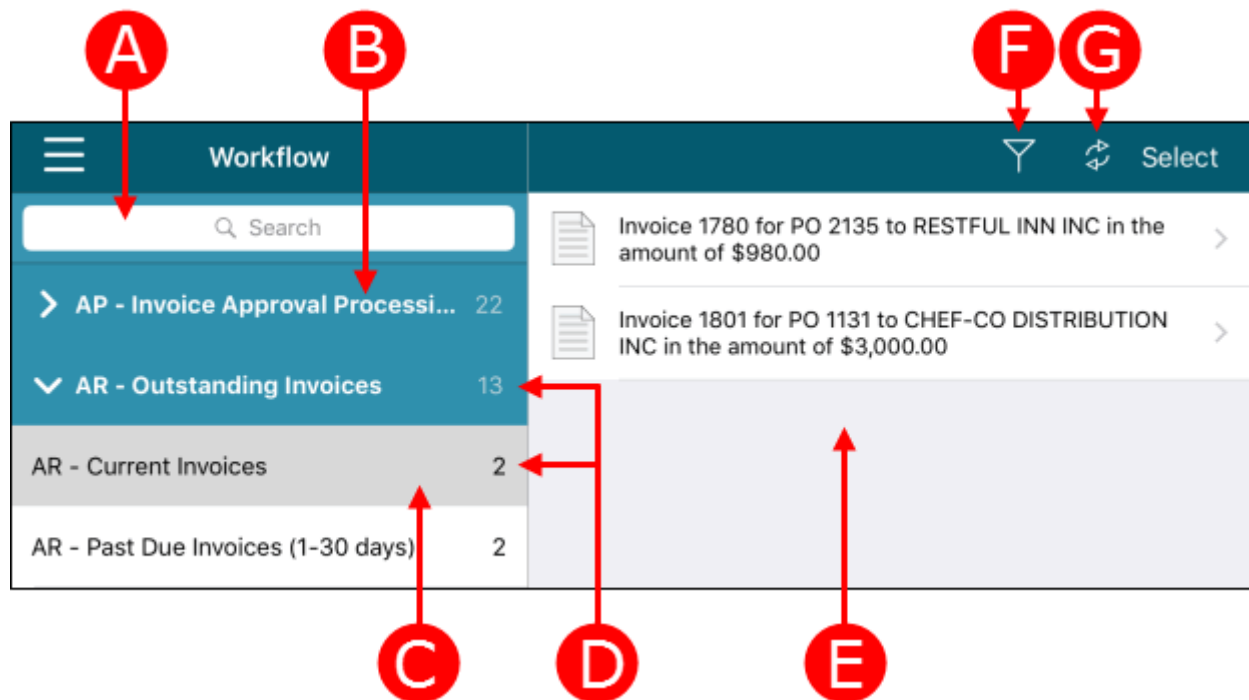 A B F G
Workflow
Select
Search
AP - Invoice Approval Processi... 22
AR - Outstanding Invoices 13
AR - Current Invoices 2
AR - Past Due Invoices (1-30 days) 2
Invoice 1780 for PO 2135 to RESTFUL INN INC in the
amount of $980.00
Invoice 1801 for PO 1131 to CHEF-CO DISTRIBUTION
INC in the amount of $3,000.00
C D E